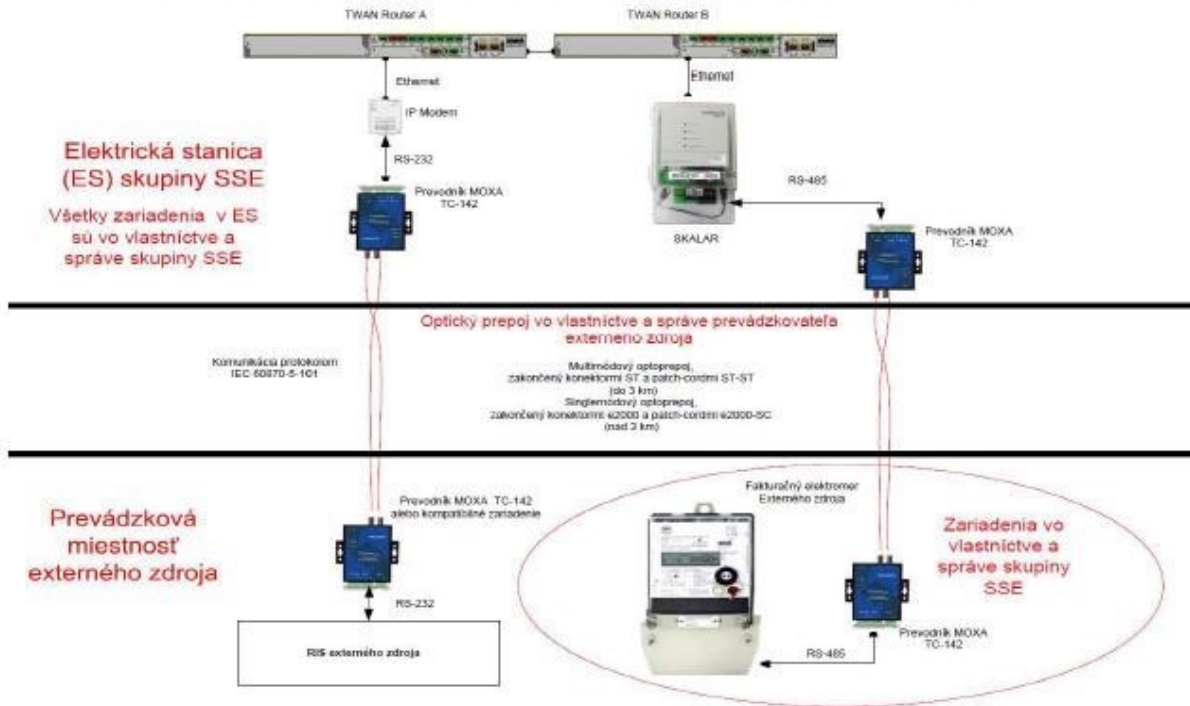 TWAN Router A
TWAN Router B
Ethernet
Ethernet
IP Modem
RS-232
Elektrická stanica
(ES) skupiny SSE
Všetky zariadenia v ES
sú vo vlastníctve a
správe skupiny SSE
Prevodník MOXA
TC-142
SKALAR
RS-485
Prevodník MOXA
TC-142
Optický prepoj vo vlastníctve a správe prevádzkovateľa
externého zdroja
Komunikácia protokolom
IEC 60870-5-101
Multimódový optoprepoj,
zakončený konektormi ST a patch-cordmi ST-ST
(do 3 km)
Singlemódový optoprepoj,
zakončený konektormi e2000 a patch-cordmi e2000-SC
(nad 3 km)
Prevádzková
miestnosť
externého zdroja
Prevodník MOXA TC-142
alebo kompatibilné zariadenie
RS-232
RIS externého zdroja
Fakturačný elektromer
Externého zdroja
Zariadenia vo
vlastníctve a
správe skupiny
SSE
RS-485
Prevodník MOXA
TC-142